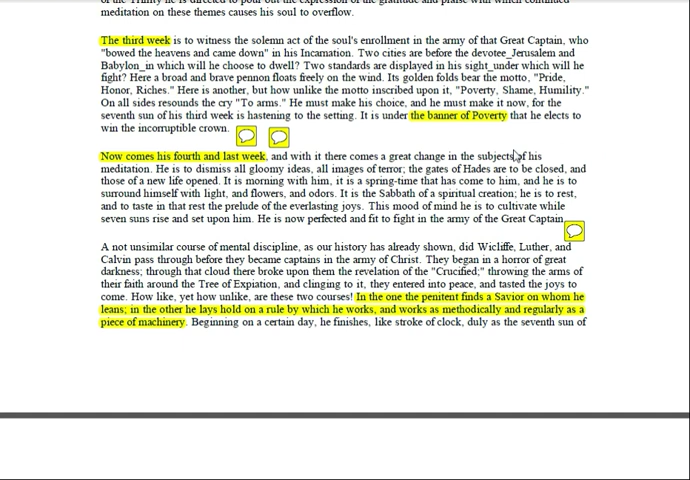 meditation on these themes causes his soul to overflow.
The third week is to witness the solemn act of the soul's enrollment in the army of that Great Captain, who
"bowed the heavens and came down" in his Incarnation. Two cities are before the devotee_Jerusalem and
Babylon_in which will he choose to dwell? Two standards are displayed in his sight_under which will he
fight? Here a broad and brave pennon floats freely on the wind. Its golden folds bear the motto, "Pride,
Honor, Riches." Here is another, but how unlike the motto inscribed upon it, "Poverty, Shame, Humility."
On all sides resounds the cry "To arms." He must make his choice, and he must make it now, for the
seventh sun of his third week is hastening to the setting. It is under the banner of Poverty that he elects to
win the incorruptible crown.
Now comes his fourth and last week, and with it there comes a great change in the subjects of his
meditation. He is to dismiss all gloomy ideas, all images of terror; the gates of Hades are to be closed, and
those of a new life opened. It is morning with him, it is a spring-time that has come to him, and he is to
surround himself with light, and flowers, and odors. It is the Sabbath of a spiritual creation; he is to rest,
and to taste in that rest the prelude of the everlasting joys. This mood of mind he is to cultivate while
seven suns rise and set upon him. He is now perfected and fit to fight in the army of the Great Captain.
A not unsimilar course of mental discipline, as our history has already shown, did Wicliffe, Luther, and
Calvin pass through before they became captains in the army of Christ. They began in a horror of great
darkness; through that cloud there broke upon them the revelation of the "Crucified;" throwing the arms of
their faith around the Tree of Expiation, and clinging to it, they entered into peace, and tasted the joys to
come. How like, yet how unlike, are these two courses! In the one the penitent finds a Savior on whom he
leans; in the other he lays hold on a rule by which he works, and works as methodically and regularly as a
piece of machinery. Beginning on a certain day, he finishes, like stroke of clock, duly as the seventh sun of